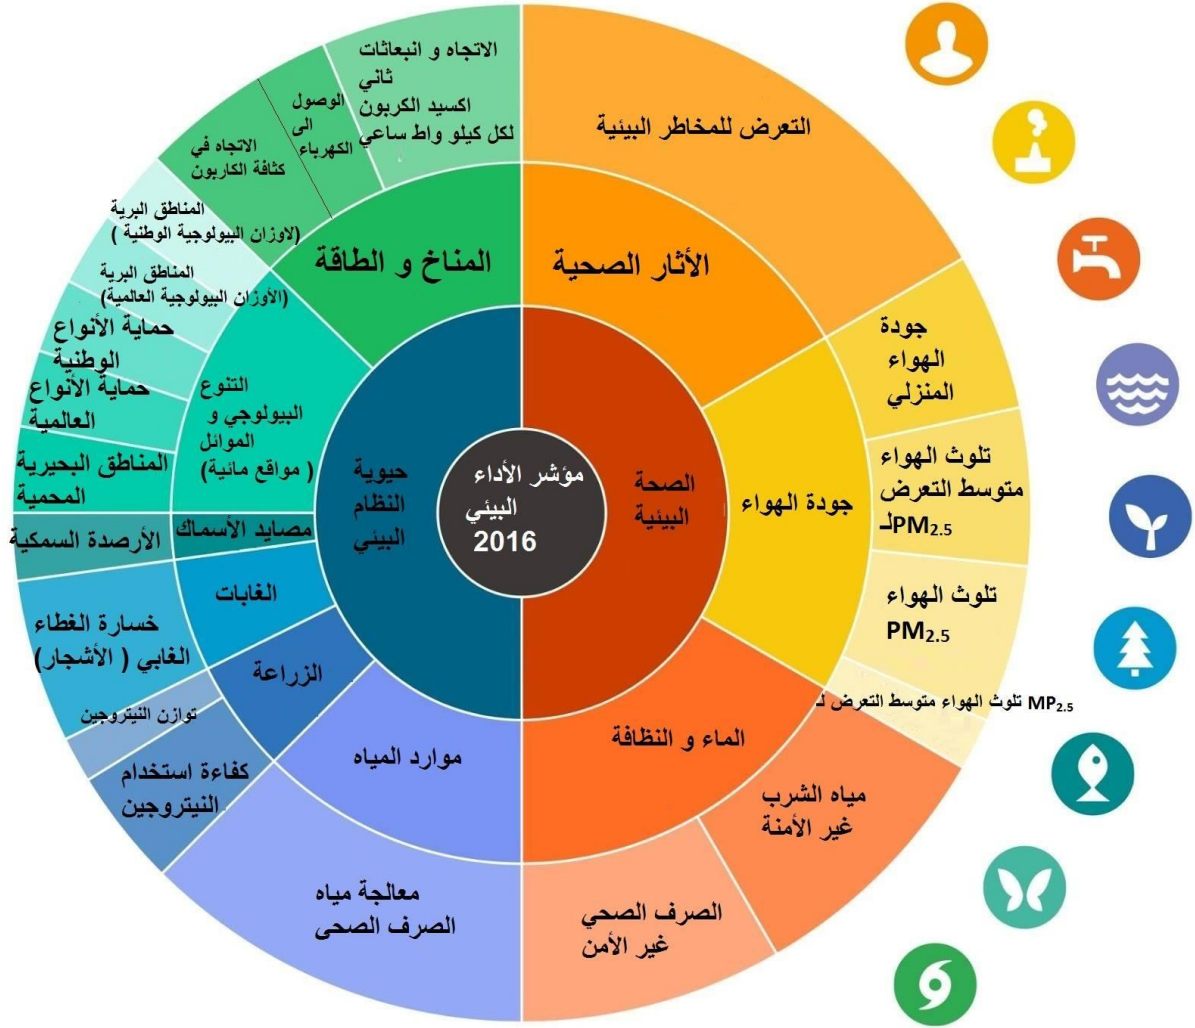 مؤشر الأداء
البيئي
2016
الصحة
البيئية
حيوية
النظام
البيئي
الأثار الصحية
جودة الهواء
الماء و النظافة
موارد المياه
الزراعة
الغابات
مصايد الأسماك
التنوع
البيولوجي و
الموائل
( مواقع مائية)
المناخ و الطاقة
التعرض للمخاطر البيئية
جودة
الهواء
المنزلي
تلوث الهواء
متوسط التعرض
لـPM2.5
تلوث الهواء
PM2.5
تلوث الهواء متوسط التعرض لـ MP2.5
مياه الشرب
غير الأمنة
الصرف الصحي
غير الأمن
معالجة مياه
الصرف الصحى
كفاءة استخدام
النيتروجين
توازن النيتروجين
خسارة الغطاء
الغابي ( الأشجار)
الأرصدة السمكية
المناطق البحيرية
المحمية
حماية الأنواع
العالمية
حماية الأنواع
الوطنية
المناطق البرية
(الأوزان البيولوجية العالمية)
المناطق البرية
(لاوزان البيولوجية الوطنية )
الاتجاه في
كثافة الكاربون
الوصول
الى
الكهرباء
الاتجاه و انبعاثات
ثاني
اكسيد الكربون
لكل كيلو واط ساعي